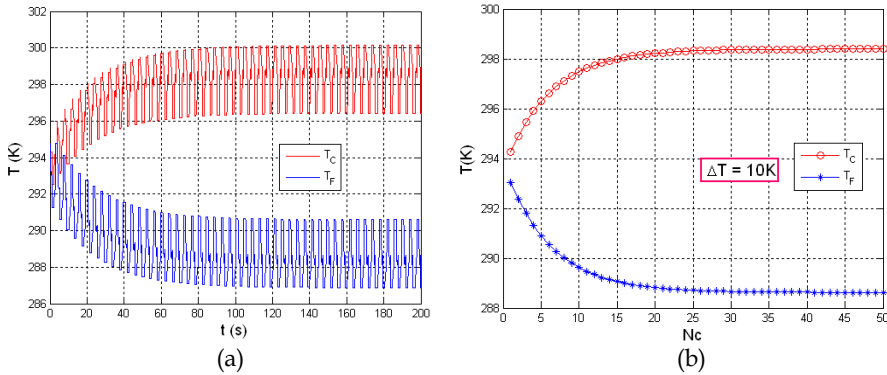 302
300
298
296
294
292
290
288
286
T (K)
0 20 40 60 80 100 120 140 160 180 200
t (s)
T_C
T_F
(a)
300
298
296
294
292
290
288
T(K)
0 5 10 15 20 25 30 35 40 45 50
Nc
ΔT = 10K
T_C
T_F
(b)